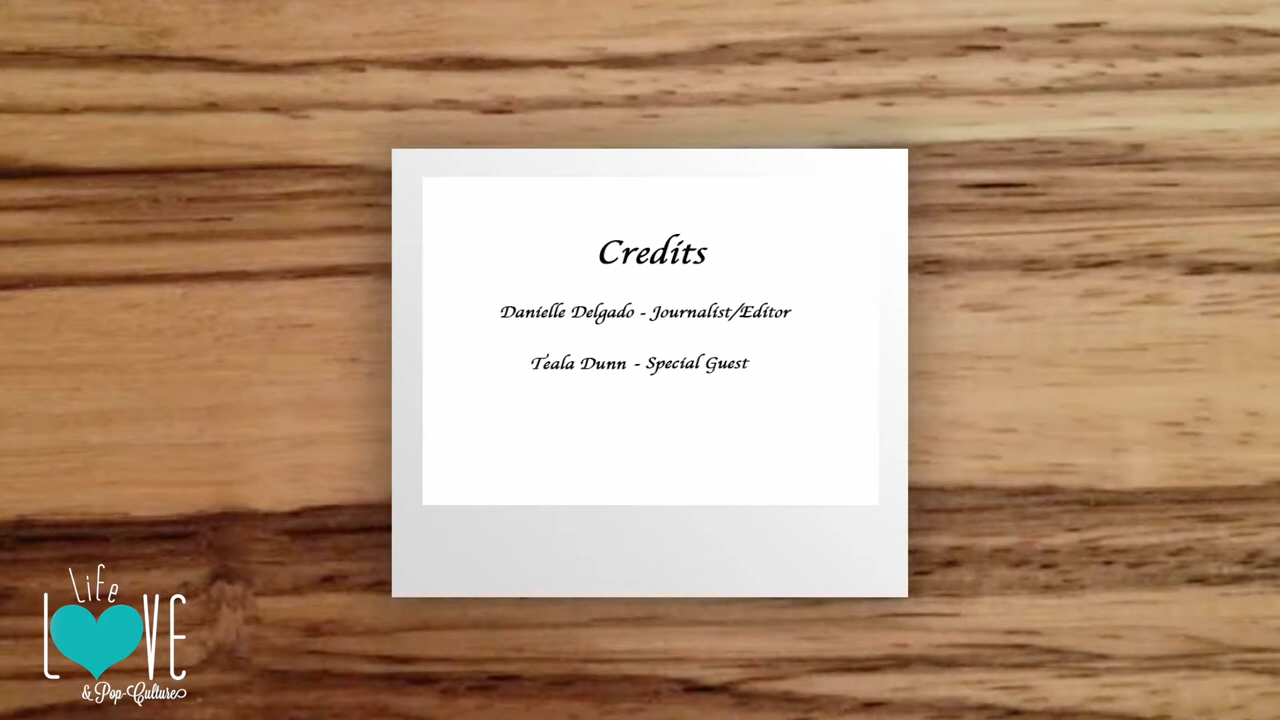 Credits
Danielle Delgado - Journalist/Editor
Teala Dunn - Special Guest
Life
LOVE
& Pop-Culture